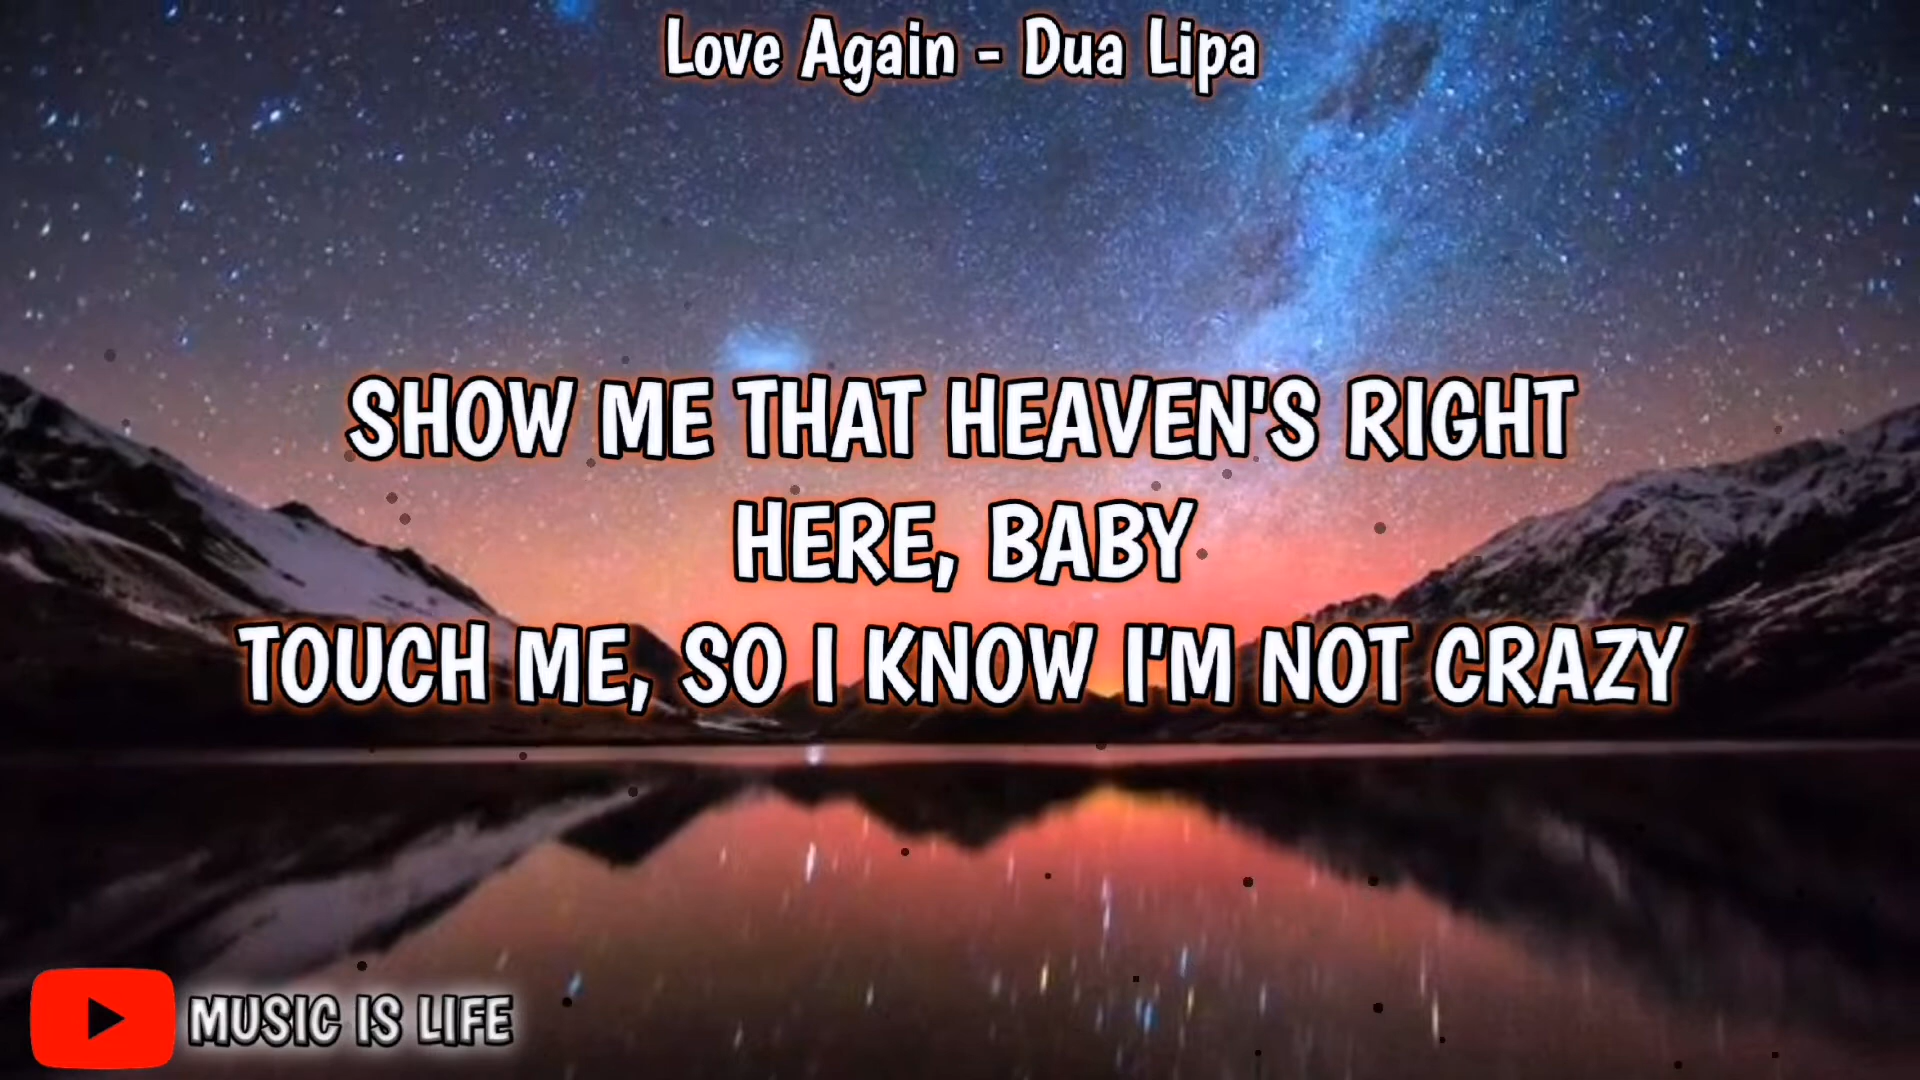 Love Again - Dua Lipa
SHOW ME THAT HEAVEN'S RIGHT
HERE, BABY
TOUCH ME, SO I KNOW I'M NOT CRAZY
MUSIC IS LIFE